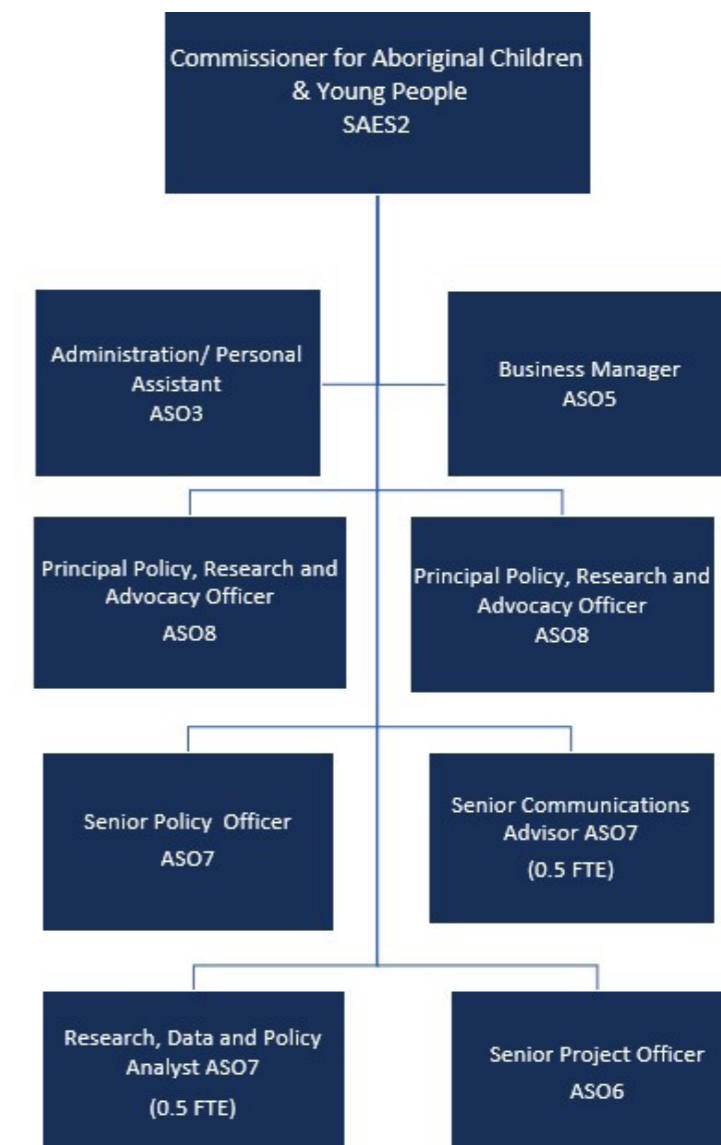 Commissioner for Aboriginal Children
& Young People
SAES2
Administration/ Personal
Assistant
ASO3
Business Manager
ASO5
Principal Policy, Research and
Advocacy Officer
ASO8
Principal Policy, Research and
Advocacy Officer
ASO8
Senior Policy Officer
ASO7
Senior Communications
Advisor ASO7
(0.5 FTE)
Research, Data and Policy
Analyst ASO7
(0.5 FTE)
Senior Project Officer
ASO6